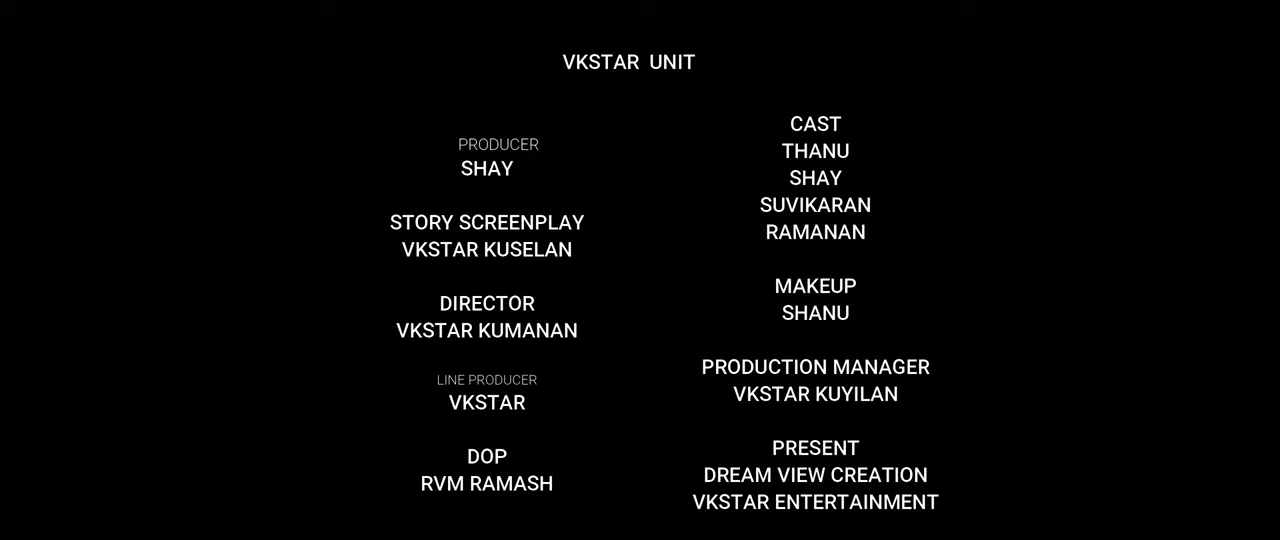 VKSTAR UNIT
PRODUCER
SHAY
STORY SCREENPLAY
VKSTAR KUSELAN
DIRECTOR
VKSTAR KUMANAN
LINE PRODUCER
VKSTAR
DOP
RVM RAMASH
CAST
THANU
SHAY
SUVIKARAN
RAMANAN
MAKEUP
SHANU
PRODUCTION MANAGER
VKSTAR KUYILAN
PRESENT
DREAM VIEW CREATION
VKSTAR ENTERTAINMENT